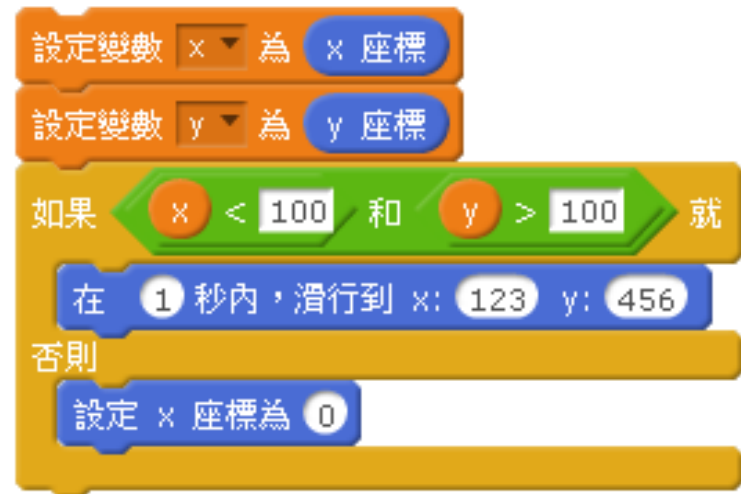 設定變數 x 為 x 座標
設定變數 y 為 y 座標
如果 x < 100 和 y > 100 就
在 1 秒內，滑行到 x: 123 y: 456
否則
設定 x 座標為 0